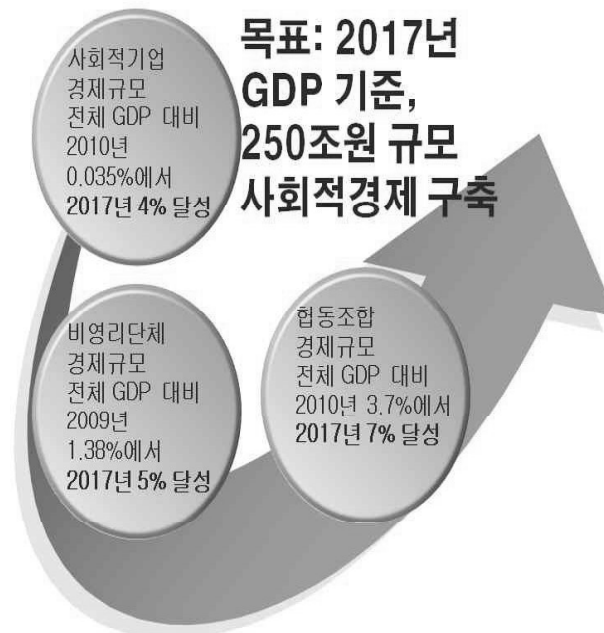 목표: 2017년
GDP 기준,
250조원 규모
사회적경제 구축
사회적기업
경제규모
전체 GDP 대비
2010년
0.035%에서
2017년 4% 달성
비영리단체
경제규모
전체 GDP 대비
2009년
1.38%에서
2017년 5% 달성
협동조합
경제규모
전체 GDP 대비
2010년 3.7%에서
2017년 7% 달성